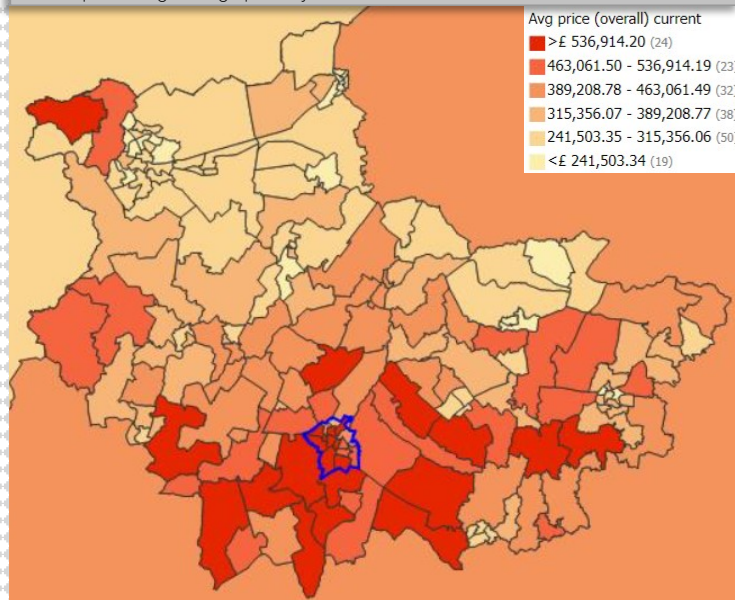 Avg price (overall) current
>£ 536,914.20 (24)
463,061.50 - 536,914.19 (23)
389,208.78 - 463,061.49 (32)
315,356.07 - 389,208.77 (38)
241,503.35 - 315,356.06 (50)
<£ 241,503.34 (19)